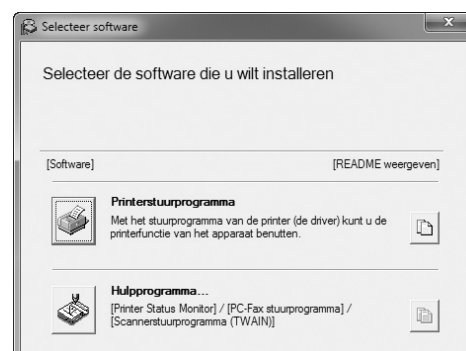 Selecteer software
Selecteer de software die u wilt installeren
[Software] [README weergeven]
Printerstuurprogramma
Met het stuurprogramma van de printer (de driver) kunt u de
printerfunctie van het apparaat benutten.
Hulpprogramma...
[Printer Status Monitor] / [PC-Fax stuurprogramma] /
[Scannerstuurprogramma (TWAIN)]